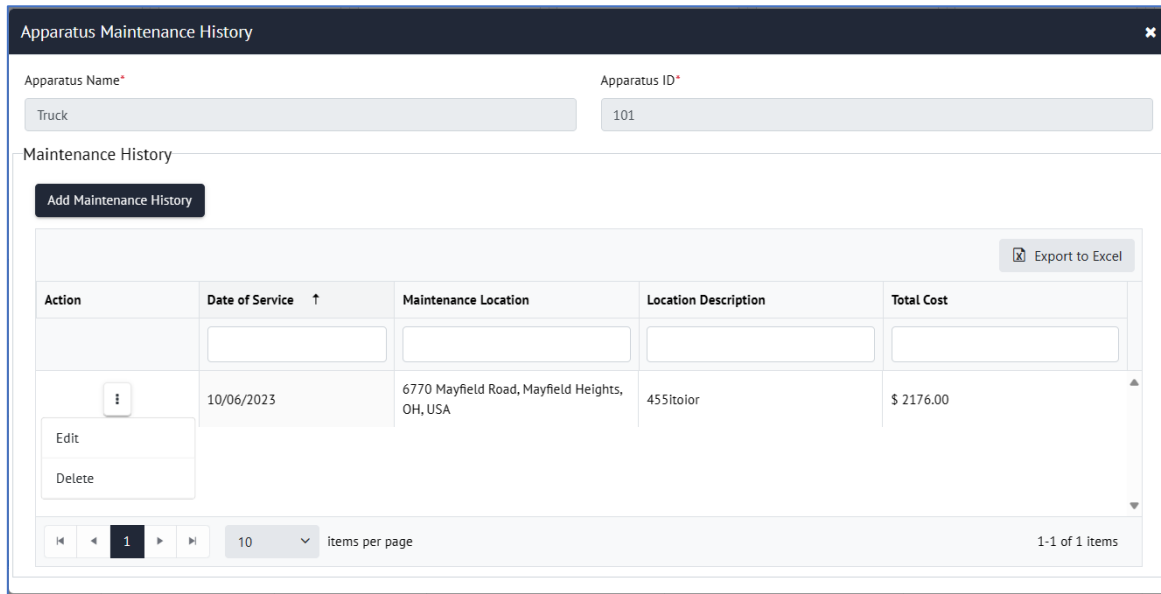 Apparatus Maintenance History
Apparatus Name* Apparatus ID*
Truck 101
Maintenance History
Add Maintenance History
Export to Excel
Action Date of Service ↑ Maintenance Location Location Description Total Cost
10/06/2023 6770 Mayfield Road, Mayfield Heights, OH, USA 455itoior $ 2176.00
Edit
Delete
1 10 items per page 1-1 of 1 items